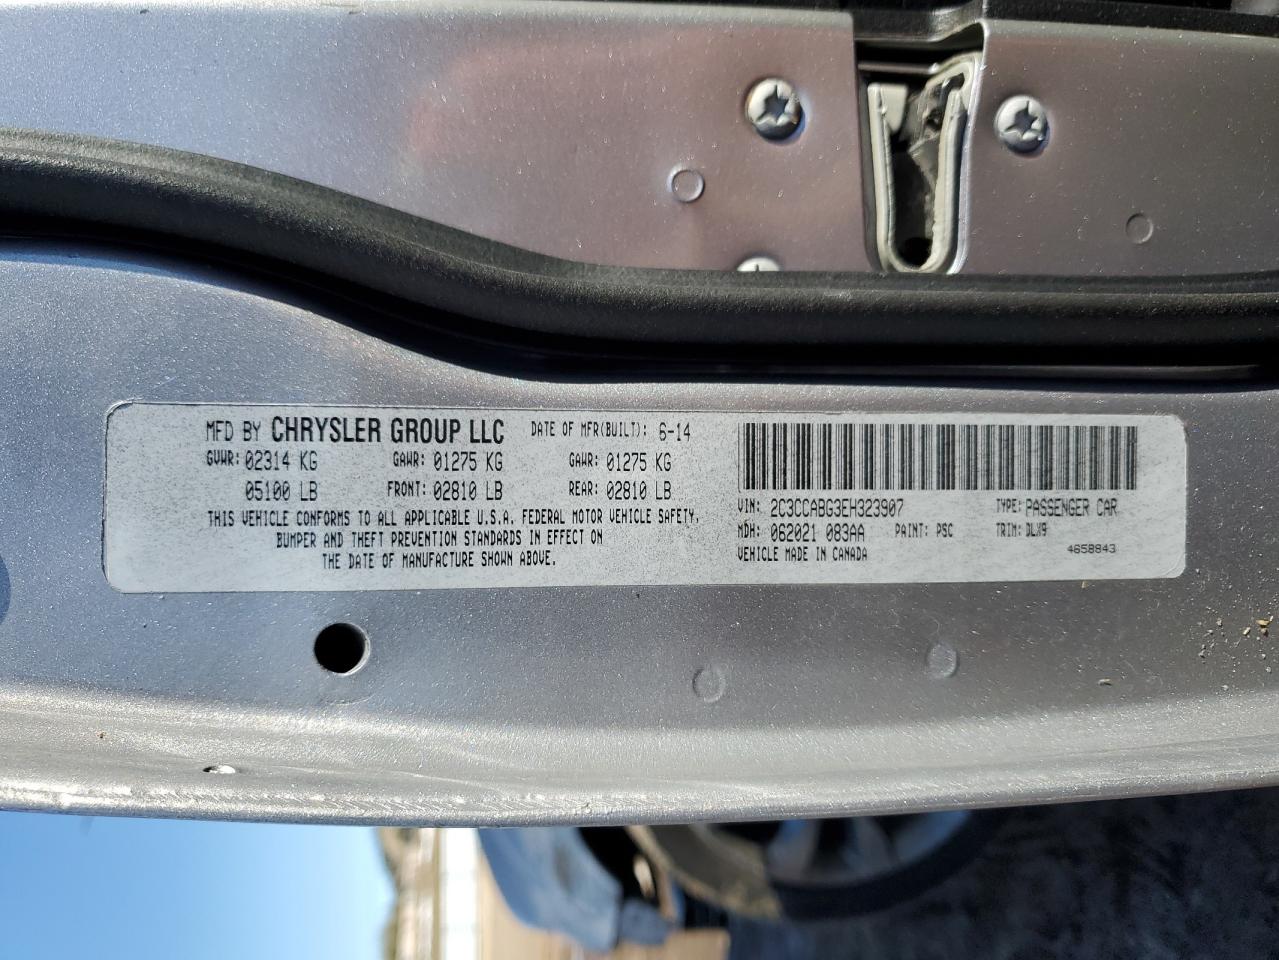 MFD BY CHRYSLER GROUP LLC DATE OF MFR(BUILT): 6-14
GVWR: 02314 KG GAWR: 01275 KG GAWR: 01275 KG
05100 LB FRONT: 02810 LB REAR: 02810 LB
THIS VEHICLE CONFORMS TO ALL APPLICABLE U.S.A. FEDERAL MOTOR VEHICLE SAFETY,
BUMPER AND THEFT PREVENTION STANDARDS IN EFFECT ON
THE DATE OF MANUFACTURE SHOWN ABOVE.
VIN: 2C3CCABG3EH323907 TYPE: PASSENGER CAR
MDH: 062021 083AA PAINT: PSC TRIM: DLX9
VEHICLE MADE IN CANADA 4658843